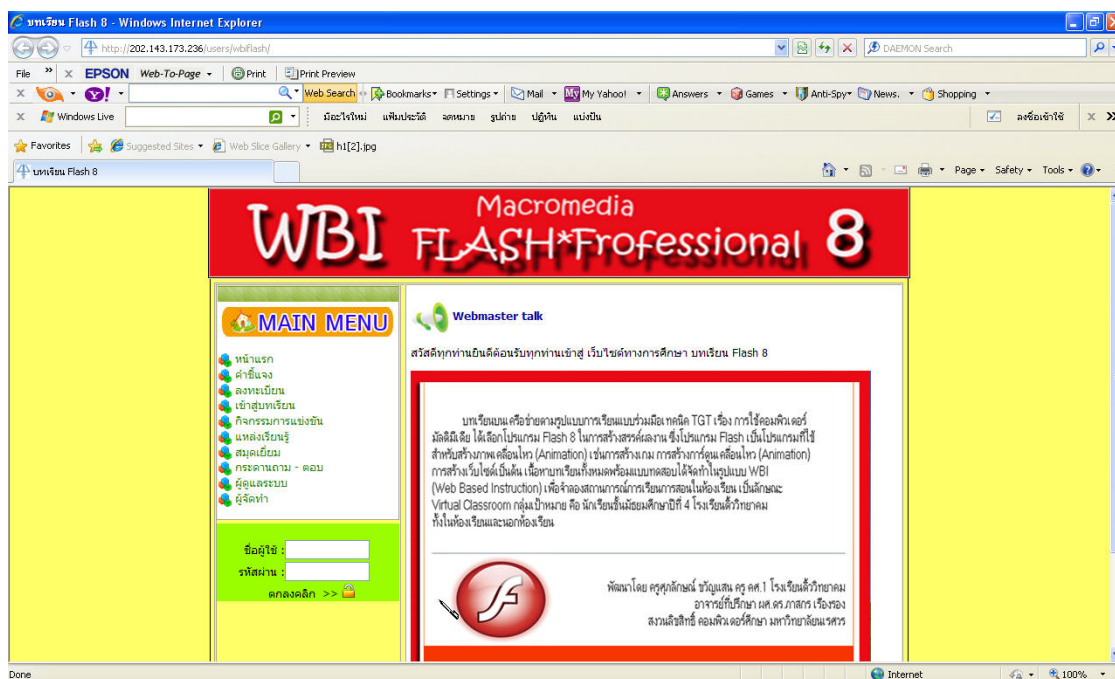 บทเรียน Flash 8 - Windows Internet Explorer
http://202.143.173.236/users/wbiflash/
DAEMON Search
File » x EPSON Web-To-Page Print Print Preview
Y! Web Search Bookmarks Settings Mail My My Yahoo! Answers Games Anti-Spy News. Shopping
x Windows Live มีอะไรใหม่ แฟ้มประวัติ จดหมาย รูปถ่าย ปฏิทิน แบ่งปัน ลงชื่อเข้าใช้ x »
Favorites Suggested Sites Web Slice Gallery h1[2].jpg
บทเรียน Flash 8 Page Safety Tools
WBI Macromedia
FLASH*Frofessional 8
MAIN MENU
หน้าแรก
คำชี้แจง
ลงทะเบียน
เข้าสู่บทเรียน
กิจกรรมการแข่งขัน
แหล่งเรียนรู้
สมุดเยี่ยม
กระดานถาม - ตอบ
ผู้ดูแลระบบ
ผู้จัดทำ
ชื่อผู้ใช้ :
รหัสผ่าน :
ตกลงคลิก >>
Webmaster talk
สวัสดีทุกท่านยินดีต้อนรับทุกท่านเข้าสู่ เว็บไซต์ทางการศึกษา บทเรียน Flash 8
บทเรียนบนเครือข่ายตามรูปแบบการเรียนแบบร่วมมือเทคนิค TGT เรื่อง การใช้คอมพิวเตอร์
มัลติมีเดีย ได้เลือกโปรแกรม Flash 8 ในการสร้างสรรค์ผลงาน ซึ่งโปรแกรม Flash เป็นโปรแกรมที่ใช้
สำหรับสร้างภาพเคลื่อนไหว (Animation) เช่นการสร้างเกม การสร้างการ์ตูนเคลื่อนไหว (Animation)
การสร้างเว็บไซต์เป็นต้น เนื้อหาบทเรียนทั้งหมดพร้อมแบบทดสอบได้จัดทำในรูปแบบ WBI
(Web Based Instruction) เพื่อจำลองสถานการณ์การเรียนการสอนในห้องเรียน เป็นลักษณะ
Virtual Classroom กลุ่มเป้าหมาย คือ นักเรียนชั้นมัธยมศึกษาปีที่ 4 โรงเรียนติ้ววิทยาคม
ทั้งในห้องเรียนและนอกห้องเรียน
พัฒนาโดย ครูศุภลักษณ์ ขวัญแสน ครู คศ.1 โรงเรียนติ้ววิทยาคม
อาจารย์ที่ปรึกษา ผศ.ดร.ภาสกร เรืองรอง
สงวนลิขสิทธิ์ คอมพิวเตอร์ศึกษา มหาวิทยาลัยนเรศวร
Done Internet 100%